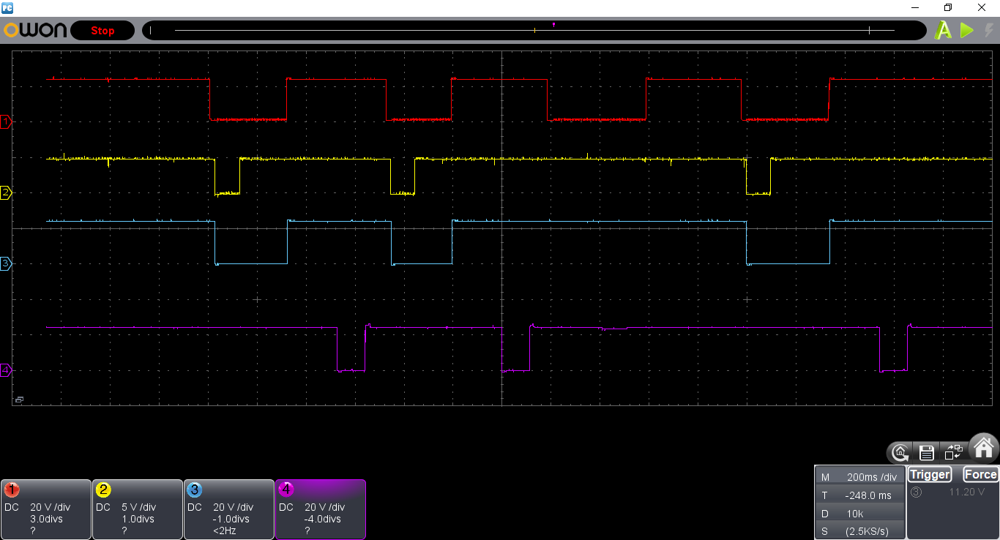 PC
owon
Stop
A
1
2
3
4
1
DC 20 V /div
3.0divs
?
2
DC 5 V /div
1.0divs
?
3
DC 20 V /div
-1.0divs
<2Hz
4
DC 20 V /div
-4.0divs
?
M 200ms /div
T -248.0 ms
D 10k
S (2.5KS/s)
Trigger Force
3 11.20 V